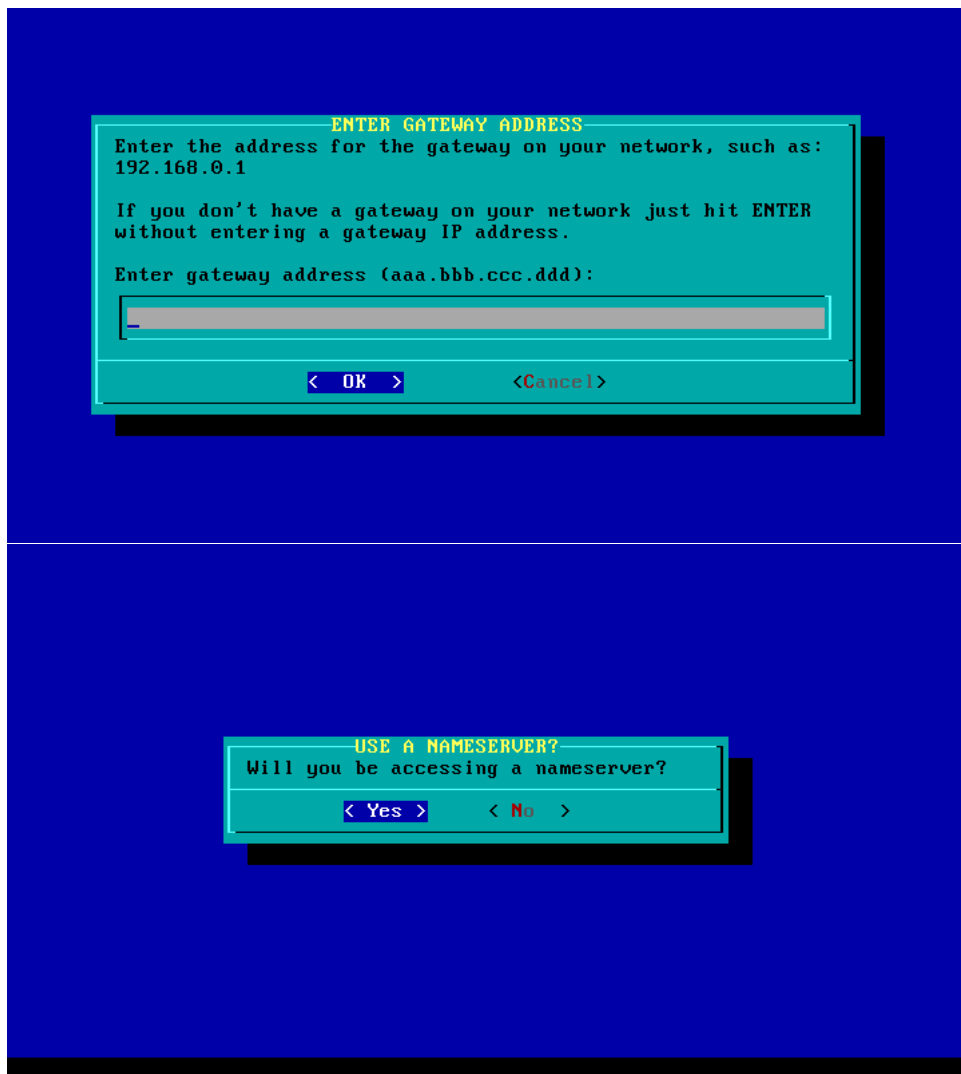 ENTER GATEWAY ADDRESS
Enter the address for the gateway on your network, such as:
192.168.0.1
If you don't have a gateway on your network just hit ENTER
without entering a gateway IP address.
Enter gateway address (aaa.bbb.ccc.ddd):
< OK > <Cancel>
USE A NAMESERVER?
Will you be accessing a nameserver?
< Yes > < No >